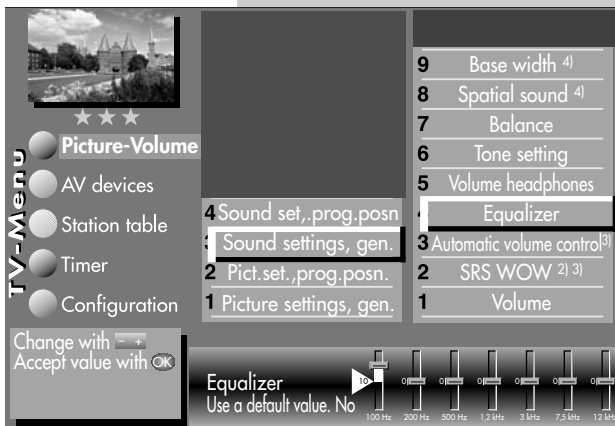 TV-Menu
Picture-Volume
AV devices
Station table
Timer
Configuration
4 Sound set,.prog.posn
3 Sound settings, gen.
2 Pict.set.,prog.posn.
1 Picture settings, gen.
9 Base width 4)
8 Spatial sound 4)
7 Balance
6 Tone setting
5 Volume headphones
4 Equalizer
3 Automatic volume control 3)
2 SRS WOW 2) 3)
1 Volume
Change with - +
Accept value with OK
Equalizer
Use a default value. No
10 0 0 0 0 0 0
100 Hz 200 Hz 500 Hz 1,2 kHz 3 kHz 7,5 kHz 12 kHz